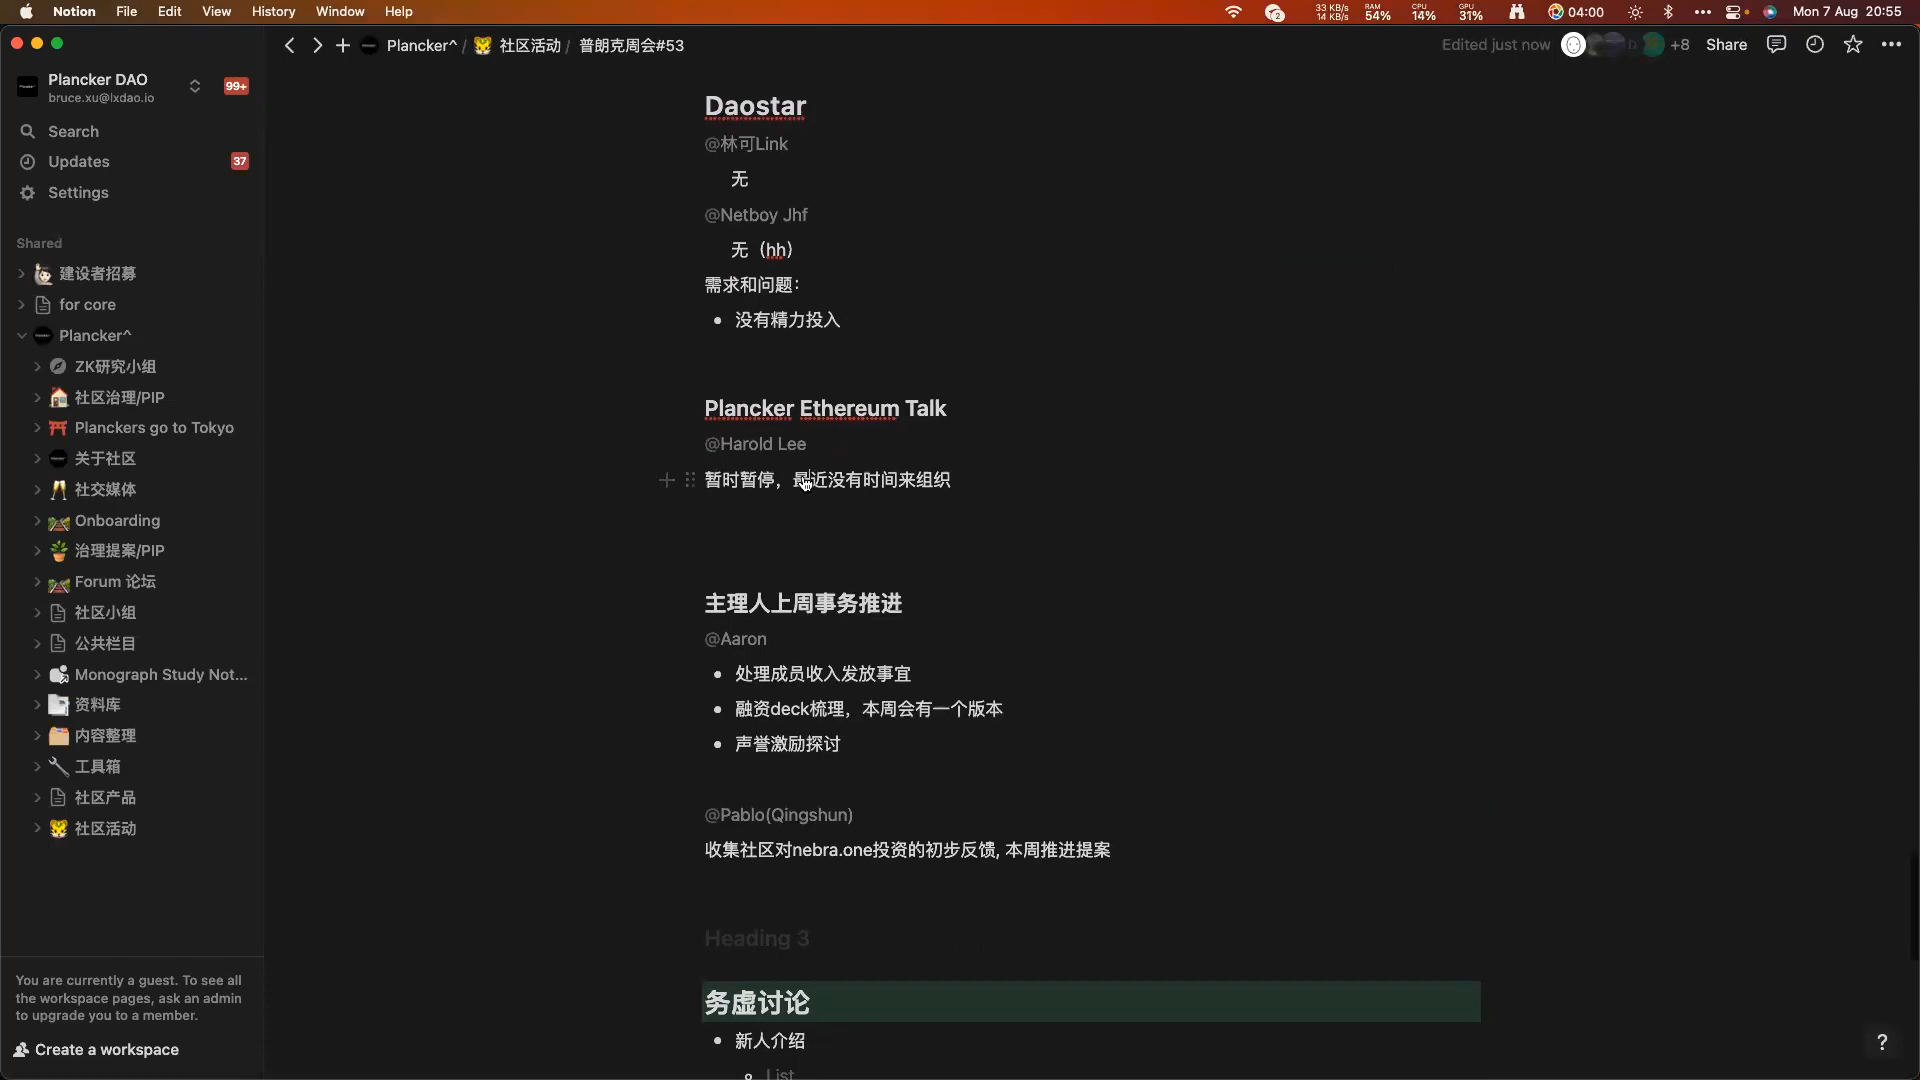 Notion File Edit View History Window Help
2 33 KB/s 14 KB/s RAM 54% CPU 14% GPU 31% 04:00 Mon 7 Aug 20:55
Plancker^ / 社区活动 / 普朗克周会#53
Edited just now +8 Share
Plancker DAO
bruce.xu@lxdao.io
99+
Search
Updates 37
Settings
Shared
建设者招募
for core
Plancker^
ZK研究小组
社区治理/PIP
Planckers go to Tokyo
关于社区
社交媒体
Onboarding
治理提案/PIP
Forum 论坛
社区小组
公共栏目
Monograph Study Not...
资料库
内容整理
工具箱
社区产品
社区活动
You are currently a guest. To see all
the workspace pages, ask an admin
to upgrade you to a member.
Create a workspace
Daostar
@林可Link
无
@Netboy Jhf
无（hh）
需求和问题：
• 没有精力投入
Plancker Ethereum Talk
@Harold Lee
暂时暂停，最近没有时间来组织
主理人上周事务推进
@Aaron
• 处理成员收入发放事宜
• 融资deck梳理，本周会有一个版本
• 声誉激励探讨
@Pablo(Qingshun)
收集社区对nebra.one投资的初步反馈, 本周推进提案
Heading 3
务虚讨论
• 新人介绍
List
?